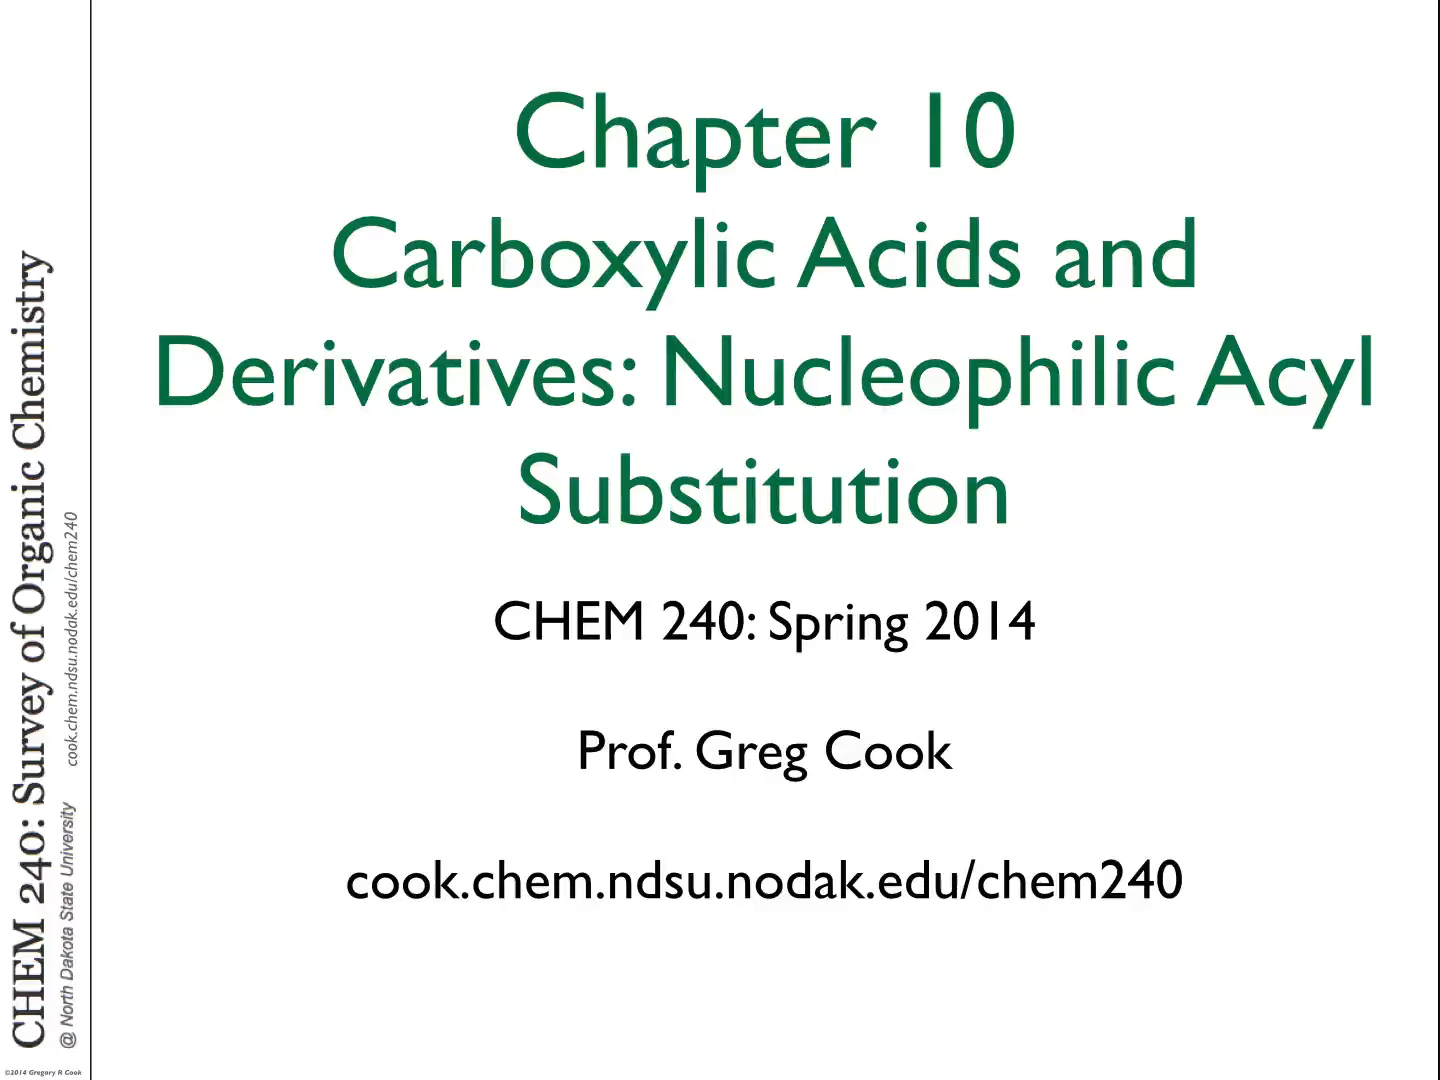 Chapter 10
Carboxylic Acids and
Derivatives: Nucleophilic Acyl
Substitution
CHEM 240: Spring 2014
Prof. Greg Cook
cook.chem.ndsu.nodak.edu/chem240
CHEM 240: Survey of Organic Chemistry
@ North Dakota State University cook.chem.ndsu.nodak.edu/chem240
©2014 Gregory R Cook